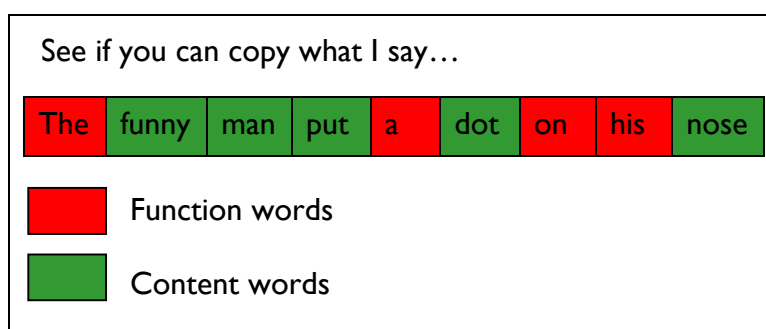 See if you can copy what I say…
The funny man put a dot on his nose
Function words
Content words